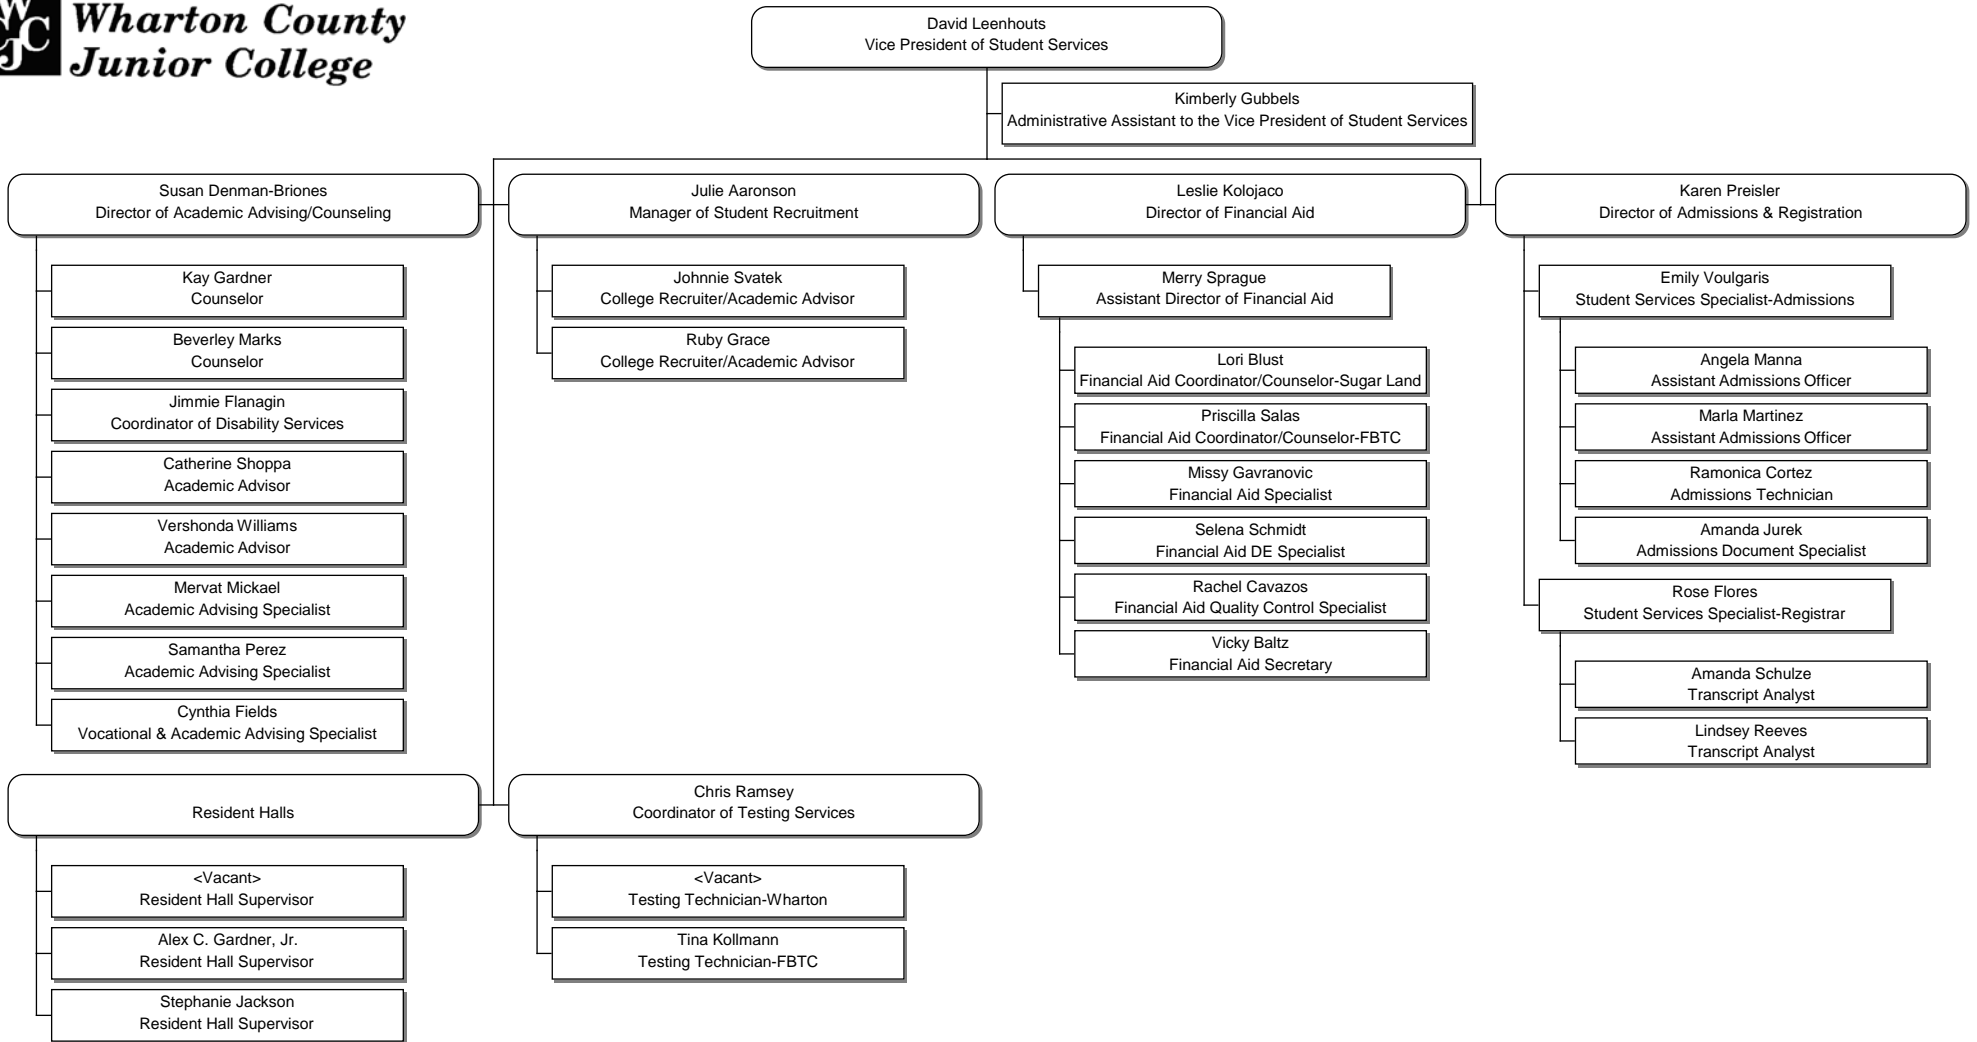 WCJC
Wharton County
Junior College
David Leenhouts
Vice President of Student Services
Kimberly Gubbels
Administrative Assistant to the Vice President of Student Services
Susan Denman-Briones
Director of Academic Advising/Counseling
Kay Gardner
Counselor
Beverley Marks
Counselor
Jimmie Flanagin
Coordinator of Disability Services
Catherine Shoppa
Academic Advisor
Vershonda Williams
Academic Advisor
Mervat Mickael
Academic Advising Specialist
Samantha Perez
Academic Advising Specialist
Cynthia Fields
Vocational & Academic Advising Specialist
Julie Aaronson
Manager of Student Recruitment
Johnnie Svatek
College Recruiter/Academic Advisor
Ruby Grace
College Recruiter/Academic Advisor
Leslie Kolojaco
Director of Financial Aid
Merry Sprague
Assistant Director of Financial Aid
Lori Blust
Financial Aid Coordinator/Counselor-Sugar Land
Priscilla Salas
Financial Aid Coordinator/Counselor-FBTC
Missy Gavranovic
Financial Aid Specialist
Selena Schmidt
Financial Aid DE Specialist
Rachel Cavazos
Financial Aid Quality Control Specialist
Vicky Baltz
Financial Aid Secretary
Karen Preisler
Director of Admissions & Registration
Emily Voulgaris
Student Services Specialist-Admissions
Angela Manna
Assistant Admissions Officer
Marla Martinez
Assistant Admissions Officer
Ramonica Cortez
Admissions Technician
Amanda Jurek
Admissions Document Specialist
Rose Flores
Student Services Specialist-Registrar
Amanda Schulze
Transcript Analyst
Lindsey Reeves
Transcript Analyst
Resident Halls
<Vacant>
Resident Hall Supervisor
Alex C. Gardner, Jr.
Resident Hall Supervisor
Stephanie Jackson
Resident Hall Supervisor
Chris Ramsey
Coordinator of Testing Services
<Vacant>
Testing Technician-Wharton
Tina Kollmann
Testing Technician-FBTC